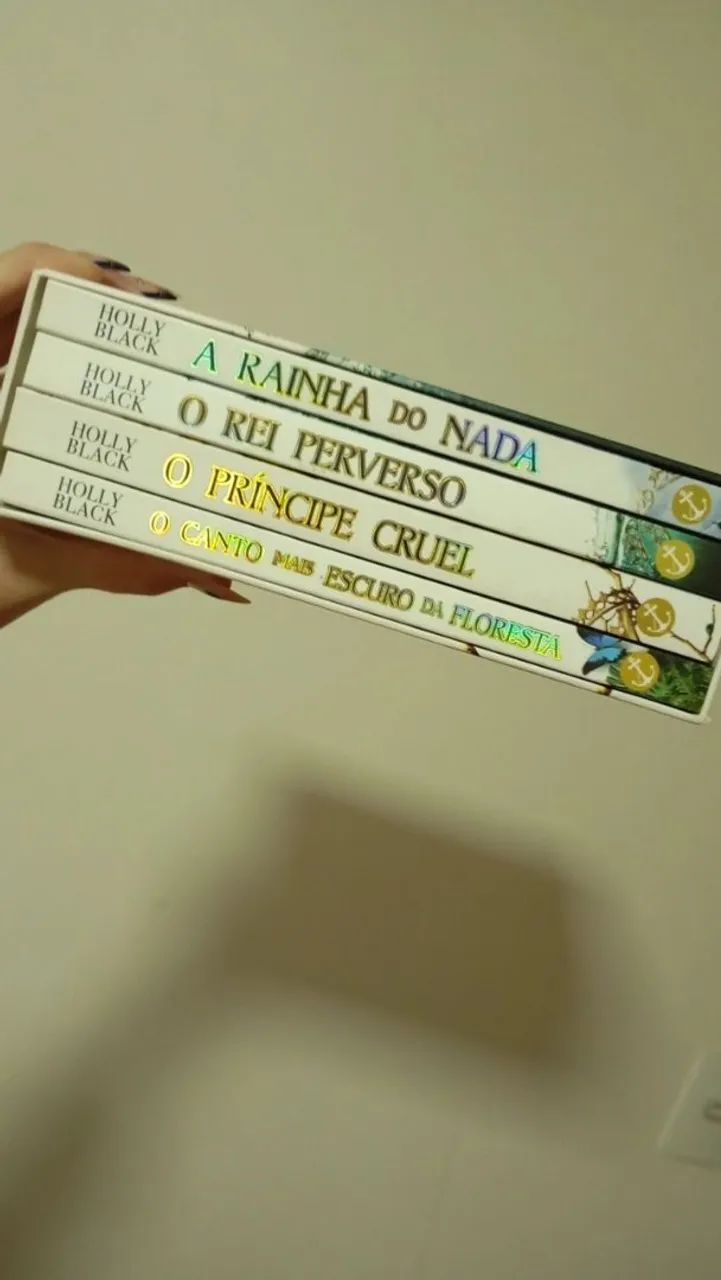 HOLLY
BLACK
A RAINHA DO NADA
HOLLY
BLACK
O REI PERVERSO
HOLLY
BLACK
O PRÍNCIPE CRUEL
HOLLY
BLACK
O CANTO MAIS ESCURO DA FLORESTA